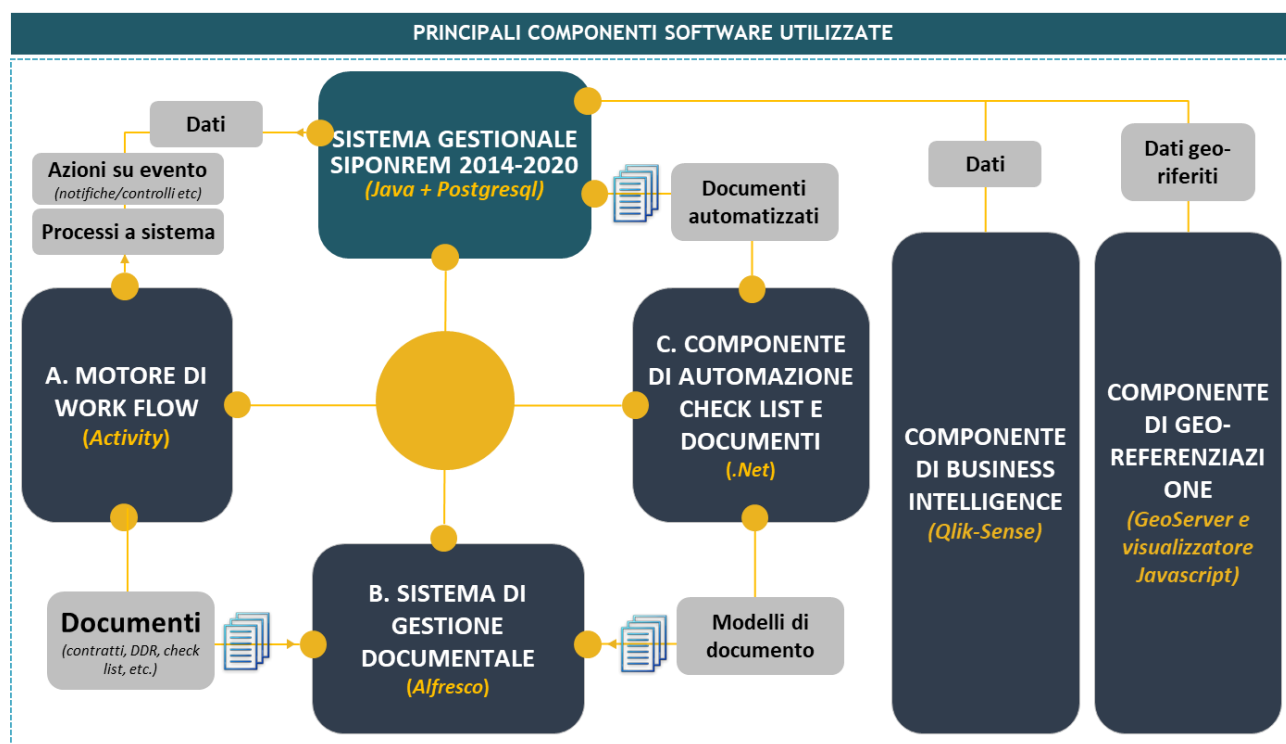 PRINCIPALI COMPONENTI SOFTWARE UTILIZZATE
Dati
Azioni su evento
(notifiche/controlli etc)
Processi a sistema
SISTEMA GESTIONALE
SIPONREM 2014-2020
(Java + Postgresql)
Documenti
automatizzati
Dati
Dati geo-
riferiti
A. MOTORE DI
WORK FLOW
(Activity)
C. COMPONENTE
DI AUTOMAZIONE
CHECK LIST E
DOCUMENTI
(.Net)
COMPONENTE
DI BUSINESS
INTELLIGENCE
(Qlik-Sense)
COMPONENTE
DI GEO-
REFERENZIAZI
ONE
(GeoServer e
visualizzatore
Javascript)
Documenti
(contratti, DDR, check
list, etc.)
B. SISTEMA DI
GESTIONE
DOCUMENTALE
(Alfresco)
Modelli di
documento